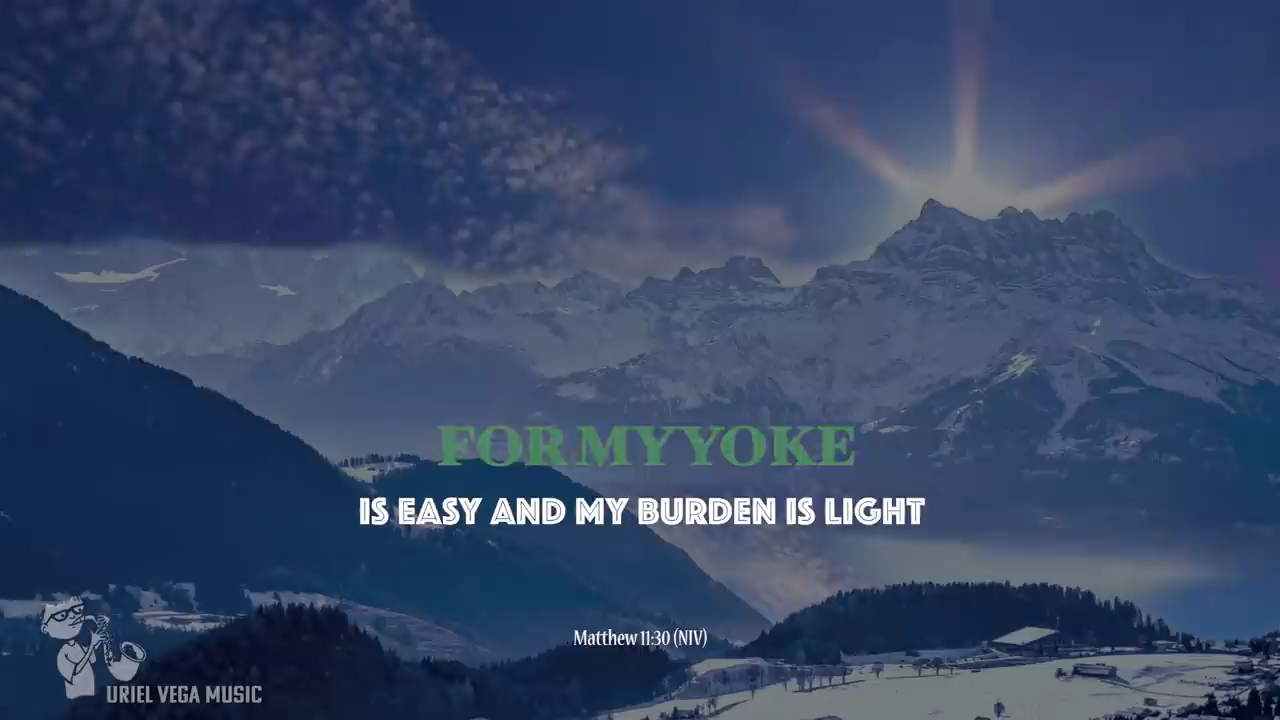 FOR MY YOKE
IS EASY AND MY BURDEN IS LIGHT
Matthew 11:30 (NIV)
URIEL VEGA MUSIC